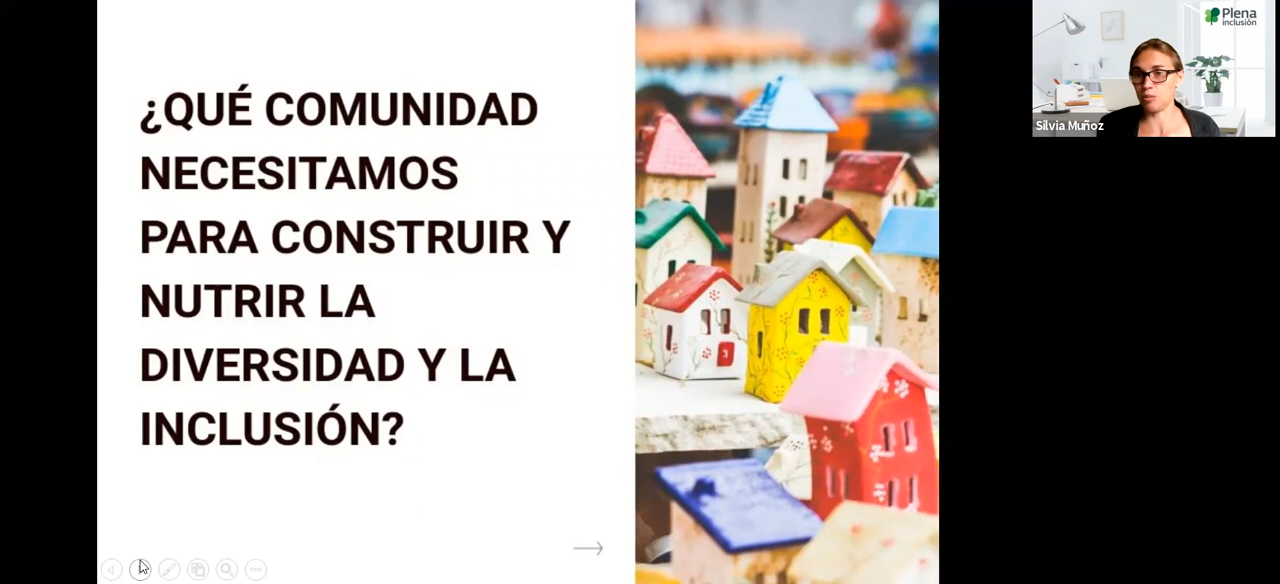 ¿QUÉ COMUNIDAD
NECESITAMOS
PARA CONSTRUIR Y
NUTRIR LA
DIVERSIDAD Y LA
INCLUSIÓN?
Plena
inclusión
Silvia Muñoz